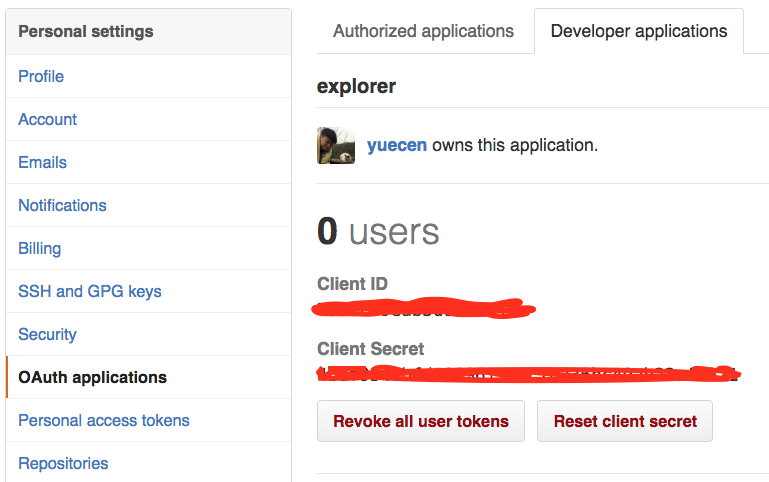 Personal settings
Profile
Account
Emails
Notifications
Billing
SSH and GPG keys
Security
OAuth applications
Personal access tokens
Repositories
Authorized applications
Developer applications
explorer
yuecen owns this application.
0 users
Client ID
Client Secret
Revoke all user tokens
Reset client secret